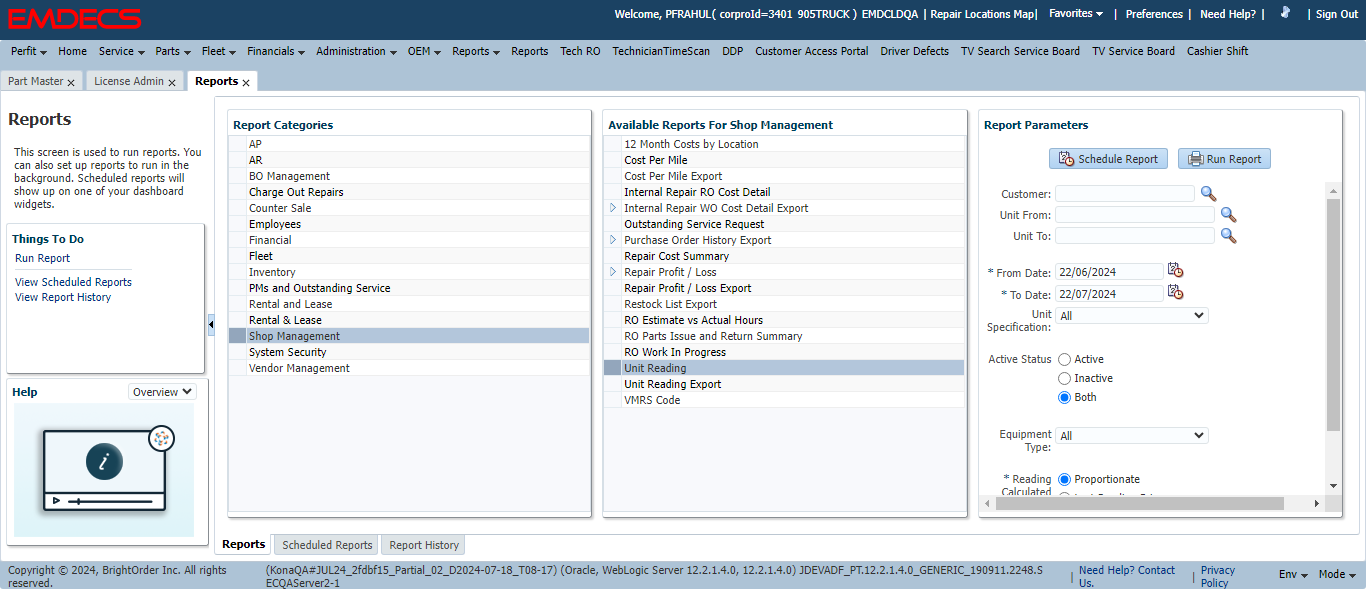 EMDECS
Welcome, PFRAHUL( corproId=3401 905TRUCK ) EMDCLDQA | Repair Locations Map| Favorites | Preferences | Need Help? | | Sign Out
Perfit Home Service Parts Fleet Financials Administration OEM Reports Reports Tech RO TechnicianTimeScan DDP Customer Access Portal Driver Defects TV Search Service Board TV Service Board Cashier Shift
Part Master x License Admin x Reports x
Reports
This screen is used to run reports. You
can also set up reports to run in the
background. Scheduled reports will
show up on one of your dashboard
widgets.
Things To Do
Run Report
View Scheduled Reports
View Report History
Help Overview
i
Report Categories
AP
AR
BO Management
Charge Out Repairs
Counter Sale
Employees
Financial
Fleet
Inventory
PMs and Outstanding Service
Rental and Lease
Rental & Lease
Shop Management
System Security
Vendor Management
Available Reports For Shop Management
12 Month Costs by Location
Cost Per Mile
Cost Per Mile Export
Internal Repair RO Cost Detail
Internal Repair WO Cost Detail Export
Outstanding Service Request
Purchase Order History Export
Repair Cost Summary
Repair Profit / Loss
Repair Profit / Loss Export
Restock List Export
RO Estimate vs Actual Hours
RO Parts Issue and Return Summary
RO Work In Progress
Unit Reading
Unit Reading Export
VMRS Code
Report Parameters
Schedule Report Run Report
Customer:
Unit From:
Unit To:
* From Date: 22/06/2024
* To Date: 22/07/2024
Unit
Specification: All
Active Status Active
Inactive
Both
Equipment
Type: All
* Reading Proportionate
Calculated
Reports Scheduled Reports Report History
Copyright © 2024, BrightOrder Inc. All rights
reserved.
(KonaQA#JUL24_2fdbf15_Partial_02_D2024-07-18_T08-17) (Oracle, WebLogic Server 12.2.1.4.0, 12.2.1.4.0) JDEVADF_PT.12.2.1.4.0_GENERIC_190911.2248.S
ECQAServer2-1
| Need Help? Contact
Us.
| Privacy
Policy
Env Mode